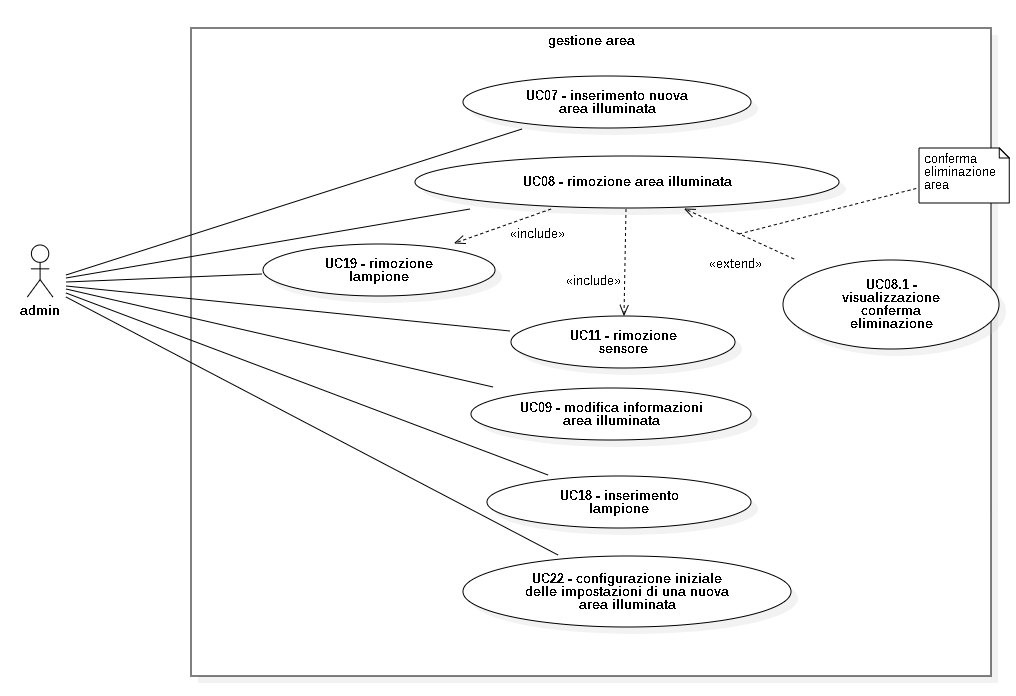 gestione area
UC07 - inserimento nuova
area illuminata
conferma
eliminazione
area
UC08 - rimozione area illuminata
«include»
UC19 - rimozione
lampione
«extend»
«include»
UC08.1 -
visualizzazione
conferma
eliminazione
admin
UC11 - rimozione
sensore
UC09 - modifica informazioni
area illuminata
UC18 - inserimento
lampione
UC22 - configurazione iniziale
delle impostazioni di una nuova
area illuminata